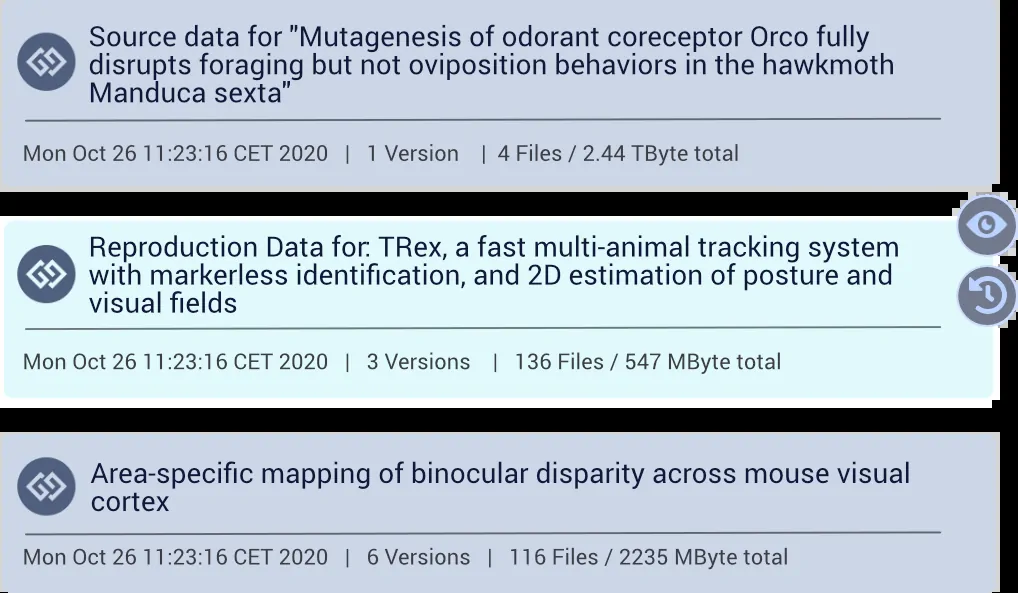 Source data for "Mutagenesis of odorant coreceptor Orco fully
disrupts foraging but not oviposition behaviors in the hawkmoth
Manduca sexta"
Mon Oct 26 11:23:16 CET 2020 | 1 Version | 4 Files / 2.44 TByte total
Reproduction Data for: TRex, a fast multi-animal tracking system
with markerless identification, and 2D estimation of posture and
visual fields
Mon Oct 26 11:23:16 CET 2020 | 3 Versions | 136 Files / 547 MByte total
Area-specific mapping of binocular disparity across mouse visual
cortex
Mon Oct 26 11:23:16 CET 2020 | 6 Versions | 116 Files / 2235 MByte total